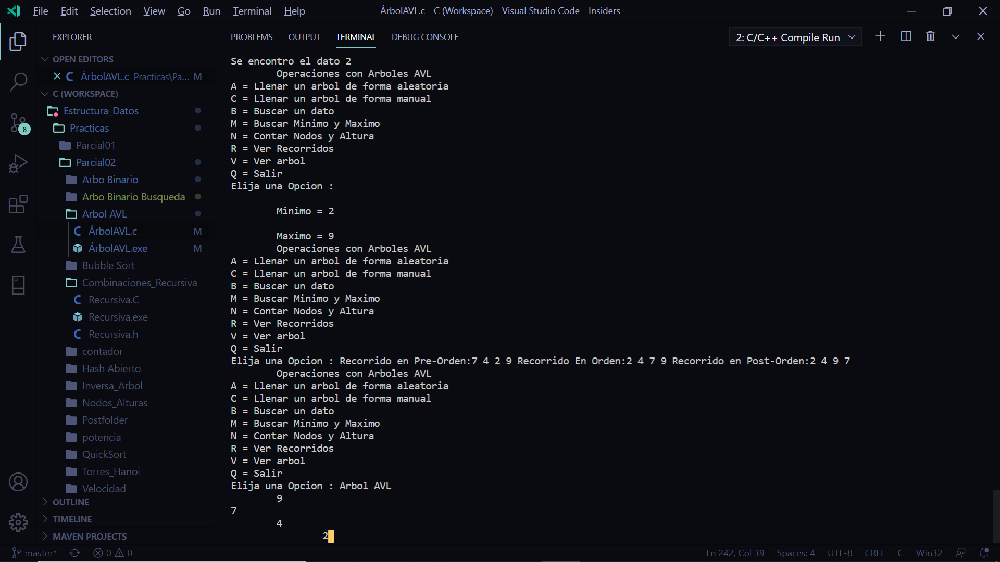 File Edit Selection View Go Run Terminal Help
ÁrbolAVL.c - C (Workspace) - Visual Studio Code - Insiders
EXPLORER
OPEN EDITORS
ÁrbolAVL.c Practicas\Pa... M
C (WORKSPACE)
Estructura_Datos
Practicas
Parcial01
Parcial02
Arbo Binario
Arbo Binario Busqueda
Arbol AVL
ÁrbolAVL.c M
ÁrbolAVL.exe M
Bubble Sort
Combinaciones_Recursiva
Recursiva.C
Recursiva.exe
Recursiva.h
contador
Hash Abierto
Inversa_Arbol
Nodos_Alturas
Postfolder
potencia
QuickSort
Torres_Hanoi
Velocidad
OUTLINE
TIMELINE
MAVEN PROJECTS
8
PROBLEMS OUTPUT TERMINAL DEBUG CONSOLE
2: C/C++ Compile Run
Se encontro el dato 2
Operaciones con Arboles AVL
A = Llenar un arbol de forma aleatoria
C = Llenar un arbol de forma manual
B = Buscar un dato
M = Buscar Minimo y Maximo
N = Contar Nodos y Altura
R = Ver Recorridos
V = Ver arbol
Q = Salir
Elija una Opcion :
Minimo = 2
Maximo = 9
Operaciones con Arboles AVL
A = Llenar un arbol de forma aleatoria
C = Llenar un arbol de forma manual
B = Buscar un dato
M = Buscar Minimo y Maximo
N = Contar Nodos y Altura
R = Ver Recorridos
V = Ver arbol
Q = Salir
Elija una Opcion : Recorrido en Pre-Orden:7 4 2 9 Recorrido En Orden:2 4 7 9 Recorrido en Post-Orden:2 4 9 7
Operaciones con Arboles AVL
A = Llenar un arbol de forma aleatoria
C = Llenar un arbol de forma manual
B = Buscar un dato
M = Buscar Minimo y Maximo
N = Contar Nodos y Altura
R = Ver Recorridos
V = Ver arbol
Q = Salir
Elija una Opcion : Arbol AVL
9
7
4
2
master* 0 0
Ln 242, Col 39 Spaces: 4 UTF-8 CRLF C Win32